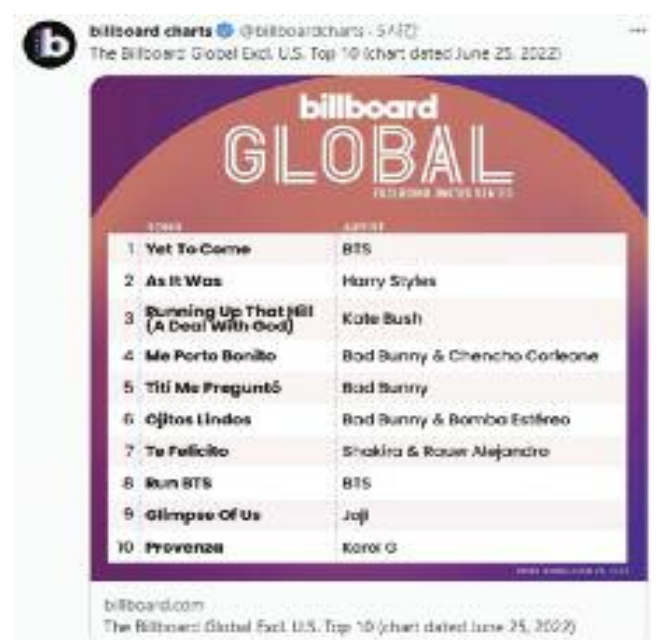 billboard charts @billboardcharts · 5시간
The Billboard Global Excl. U.S. Top 10 (chart dated June 25, 2022)
billboard
GLOBAL
EXCLUDING UNITED STATES
SONG ARTIST
1 Yet To Come BTS
2 As It Was Harry Styles
3 Running Up That Hill (A Deal With God) Kate Bush
4 Me Porto Bonito Bad Bunny & Chencho Corleone
5 Tití Me Preguntó Bad Bunny
6 Ojitos Lindos Bad Bunny & Bomba Estéreo
7 Te Felicito Shakira & Rauw Alejandro
8 Run BTS BTS
9 Glimpse Of Us Joji
10 Provenza Karol G
billboard.com
The Billboard Global Excl. U.S. Top 10 (chart dated June 25, 2022)